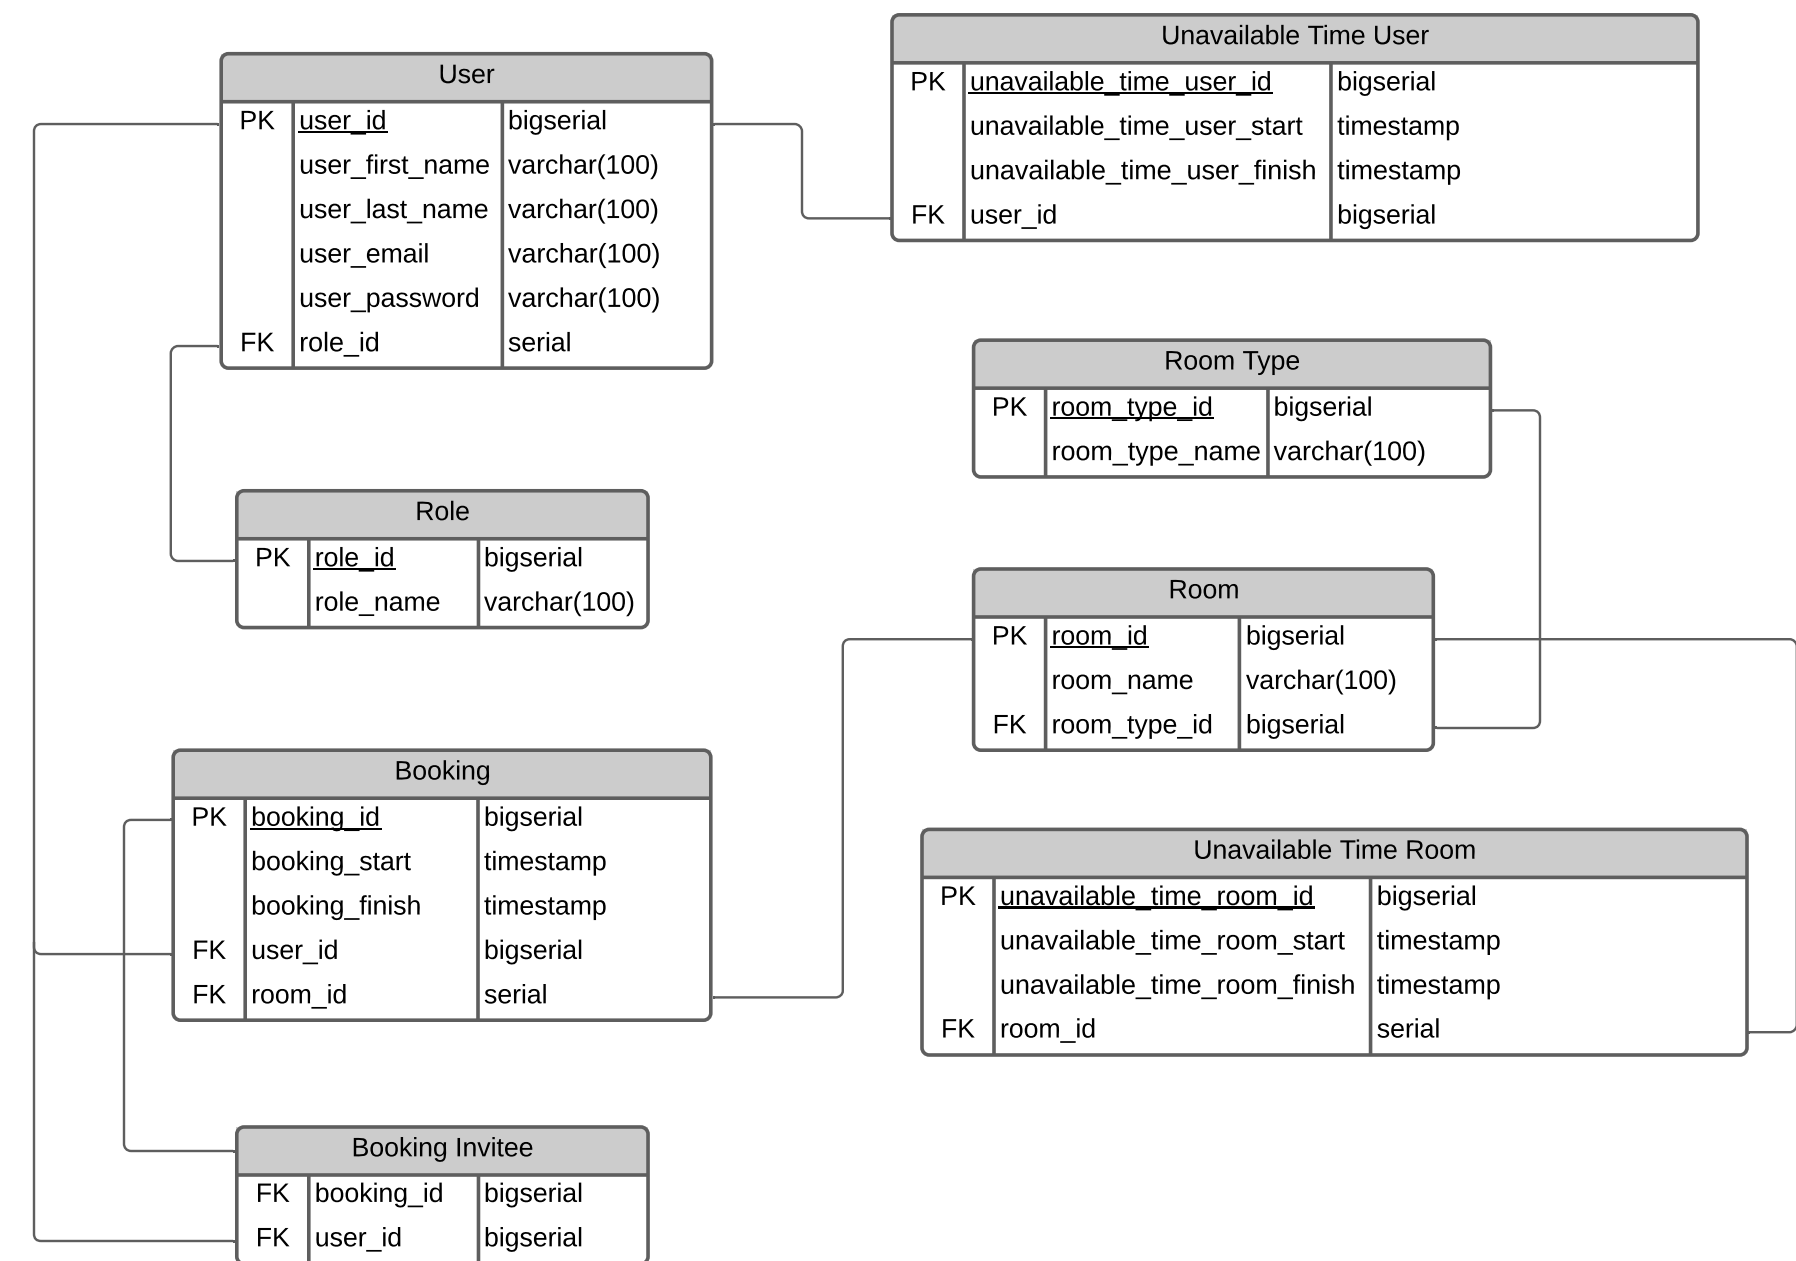 User
PK user_id bigserial
user_first_name varchar(100)
user_last_name varchar(100)
user_email varchar(100)
user_password varchar(100)
FK role_id serial
Unavailable Time User
PK unavailable_time_user_id bigserial
unavailable_time_user_start timestamp
unavailable_time_user_finish timestamp
FK user_id bigserial
Room Type
PK room_type_id bigserial
room_type_name varchar(100)
Role
PK role_id bigserial
role_name varchar(100)
Room
PK room_id bigserial
room_name varchar(100)
FK room_type_id bigserial
Booking
PK booking_id bigserial
booking_start timestamp
booking_finish timestamp
FK user_id bigserial
FK room_id serial
Unavailable Time Room
PK unavailable_time_room_id bigserial
unavailable_time_room_start timestamp
unavailable_time_room_finish timestamp
FK room_id serial
Booking Invitee
FK booking_id bigserial
FK user_id bigserial